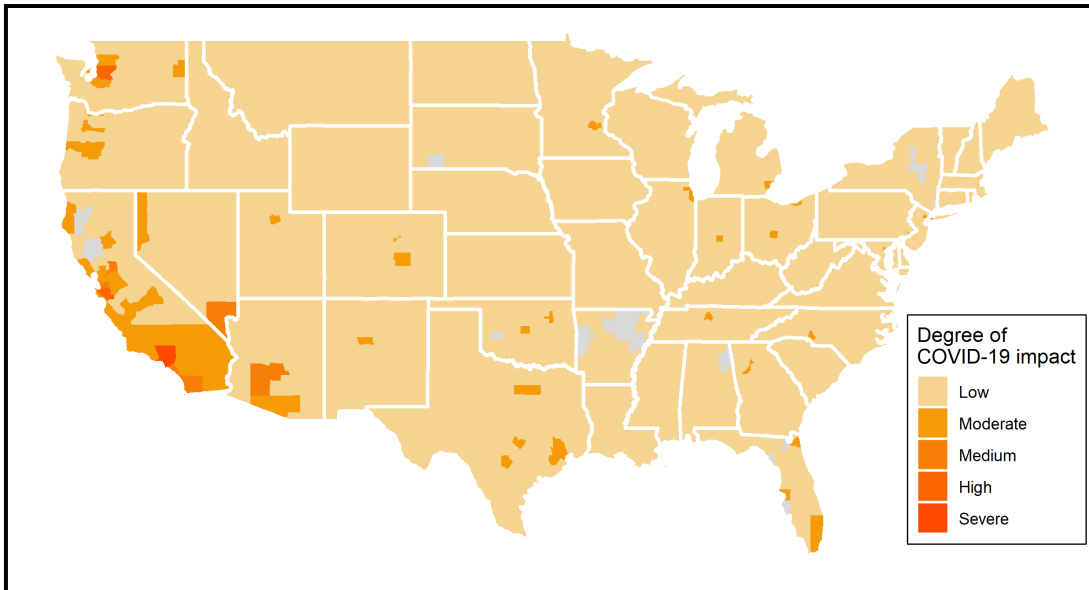 Degree of
COVID-19 impact
Low
Moderate
Medium
High
Severe